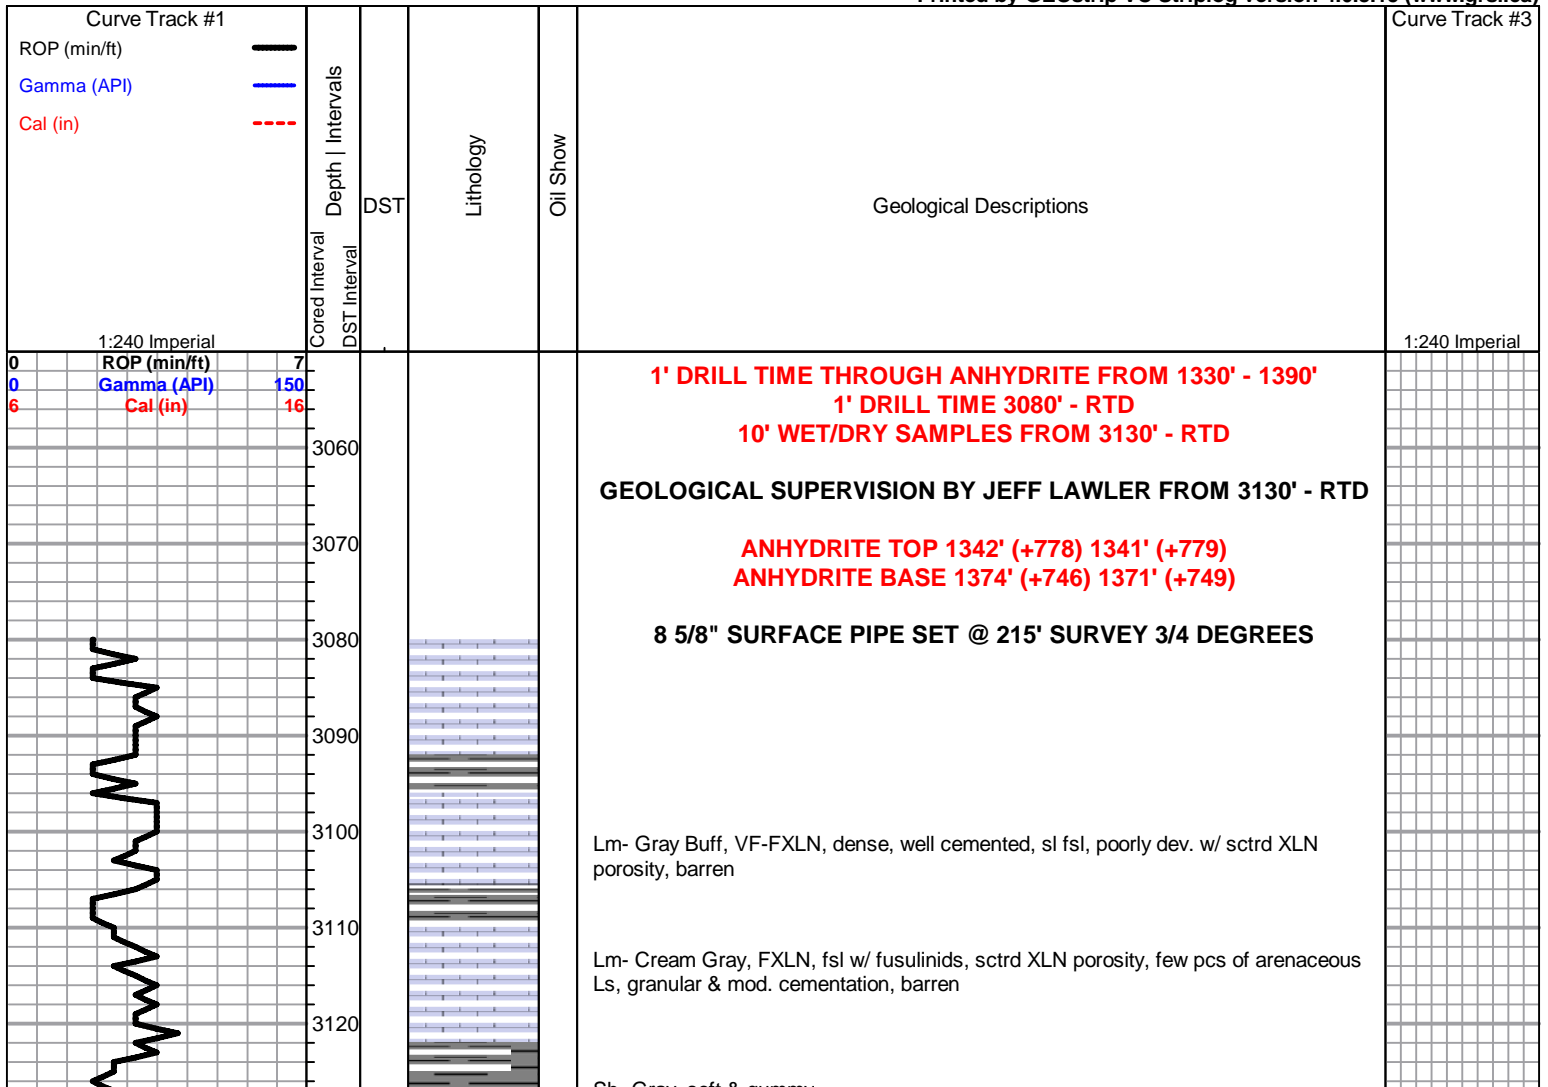 Curve Track #1
ROP (min/ft)
Gamma (API)
Cal (in)
1:240 Imperial
Depth | Intervals
Cored Interval
DST Interval
DST
Lithology
Oil Show
Geological Descriptions
Curve Track #3
1:240 Imperial
0 ROP (min/ft) 7
0 Gamma (API) 150
6 Cal (in) 16
1' DRILL TIME THROUGH ANHYDRITE FROM 1330' - 1390'
1' DRILL TIME 3080' - RTD
10' WET/DRY SAMPLES FROM 3130' - RTD
3060
GEOLOGICAL SUPERVISION BY JEFF LAWLER FROM 3130' - RTD
3070
ANHYDRITE TOP 1342' (+778) 1341' (+779)
ANHYDRITE BASE 1374' (+746) 1371' (+749)
3080
8 5/8" SURFACE PIPE SET @ 215' SURVEY 3/4 DEGREES
3090
3100
Lm- Gray Buff, VF-FXLN, dense, well cemented, sl fsl, poorly dev. w/ sctrd XLN
porosity, barren
3110
Lm- Cream Gray, FXLN, fsl w/ fusulinids, sctrd XLN porosity, few pcs of arenaceous
Ls, granular & mod. cementation, barren
3120